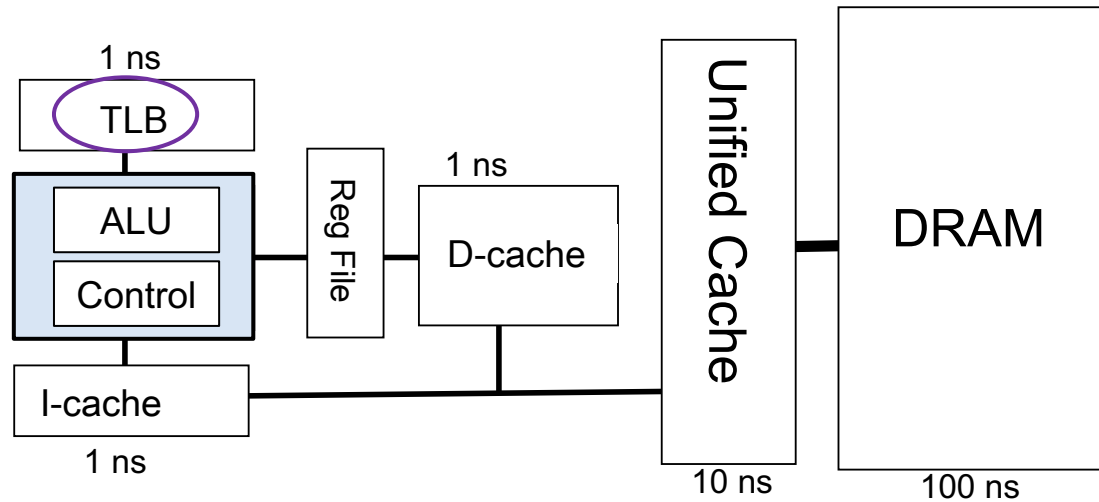 1 ns
TLB
ALU
Control
I-cache
1 ns
Reg File
1 ns
D-cache
Unified Cache
10 ns
DRAM
100 ns